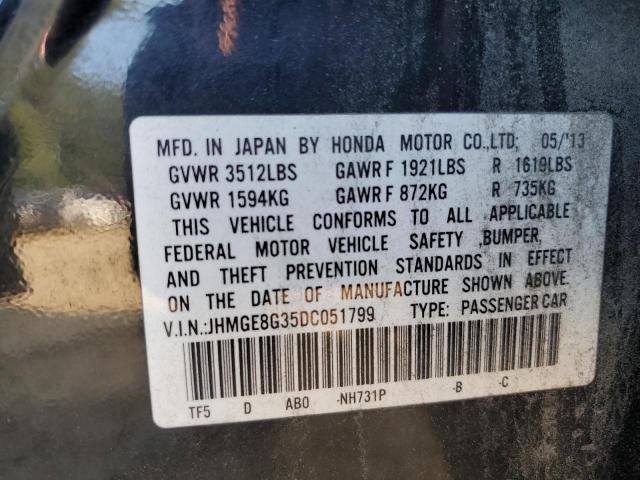 MFD. IN JAPAN BY HONDA MOTOR CO.,LTD; 05/'13
GVWR 3512LBS GAWR F 1921LBS R 1619LBS
GVWR 1594KG GAWR F 872KG R 735KG
THIS VEHICLE CONFORMS TO ALL APPLICABLE
FEDERAL MOTOR VEHICLE SAFETY ,BUMPER,
AND THEFT PREVENTION STANDARDS IN EFFECT
ON THE DATE OF MANUFACTURE SHOWN ABOVE.
V.I.N.:JHMGE8G35DC051799 TYPE: PASSENGER CAR
TF5 D AB0 -NH731P -B -C